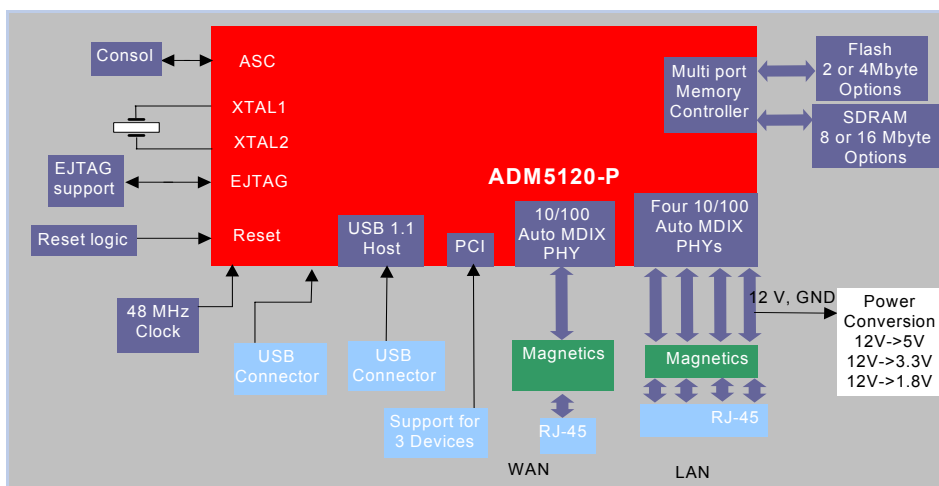 Consol
ASC
XTAL1
XTAL2
EJTAG
support
EJTAG
Reset logic
Reset
48 MHz
Clock
ADM5120-P
Multi port
Memory
Controller
Flash
2 or 4Mbyte
Options
SDRAM
8 or 16 Mbyte
Options
USB 1.1
Host
PCI
10/100
Auto MDIX
PHY
Four 10/100
Auto MDIX
PHYs
12 V, GND
Power
Conversion
12V->5V
12V->3.3V
12V->1.8V
USB
Connector
USB
Connector
Magnetics
Magnetics
Support for
3 Devices
RJ-45
RJ-45
WAN
LAN